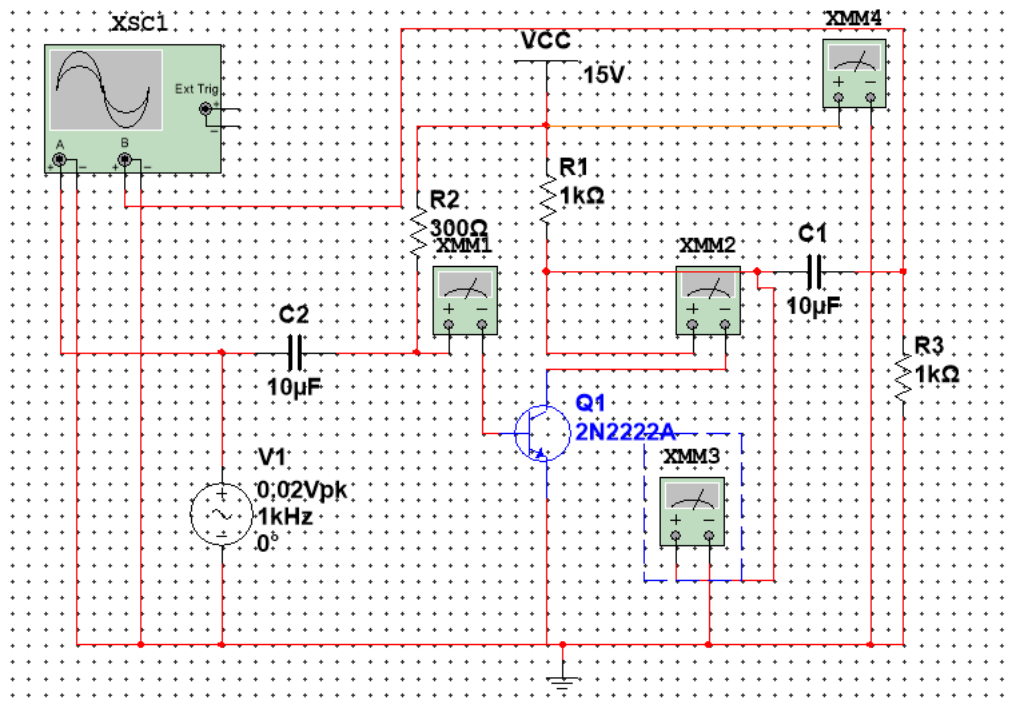 XSC1
XMM4
VCC
15V
Ext Trig
+
−
A
B
+
−
+
−
+
−
R1
1kΩ
R2
300Ω
XMM1
+
−
XMM2
+
−
C1
10µF
C2
10µF
R3
1kΩ
Q1
2N2222A
XMM3
+
−
V1
0.02Vpk
1kHz
0°
+
−